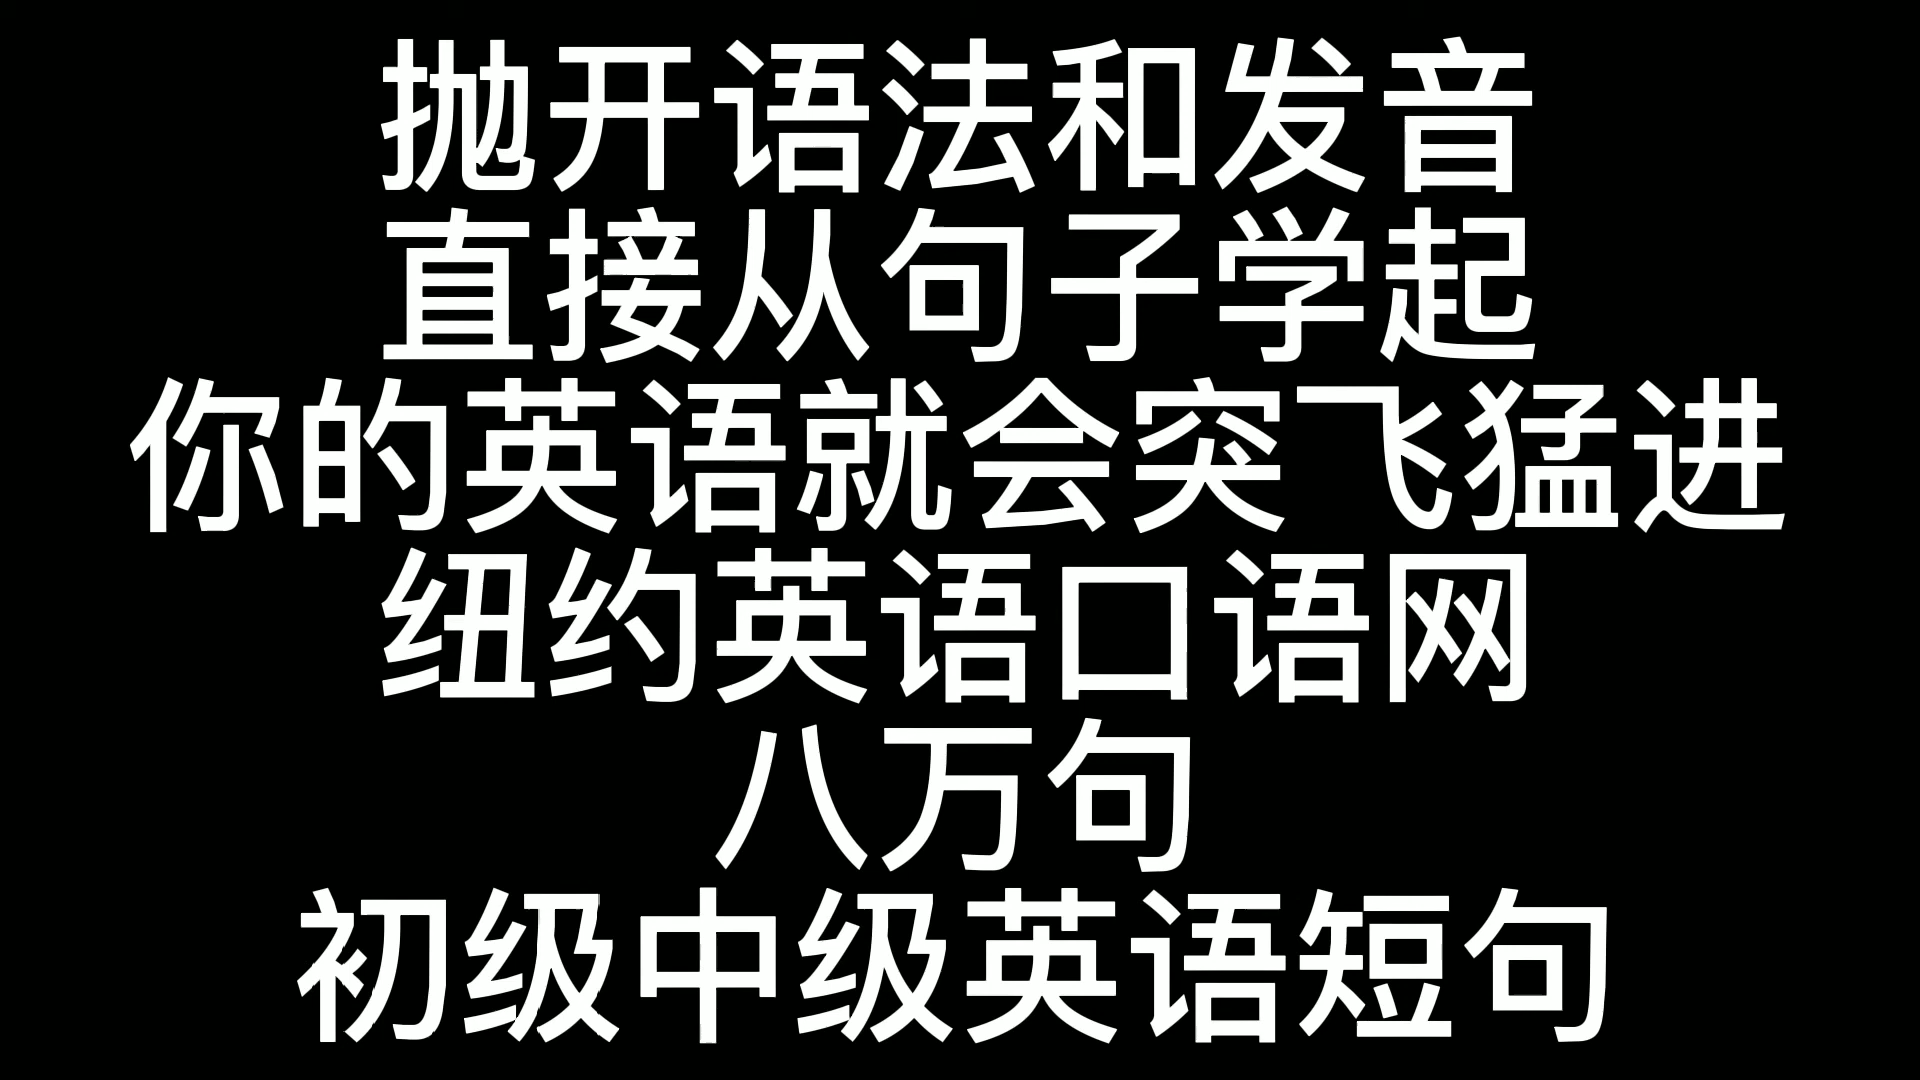 抛开语法和发音
直接从句子学起
你的英语就会突飞猛进
纽约英语口语网
八万句
初级中级英语短句